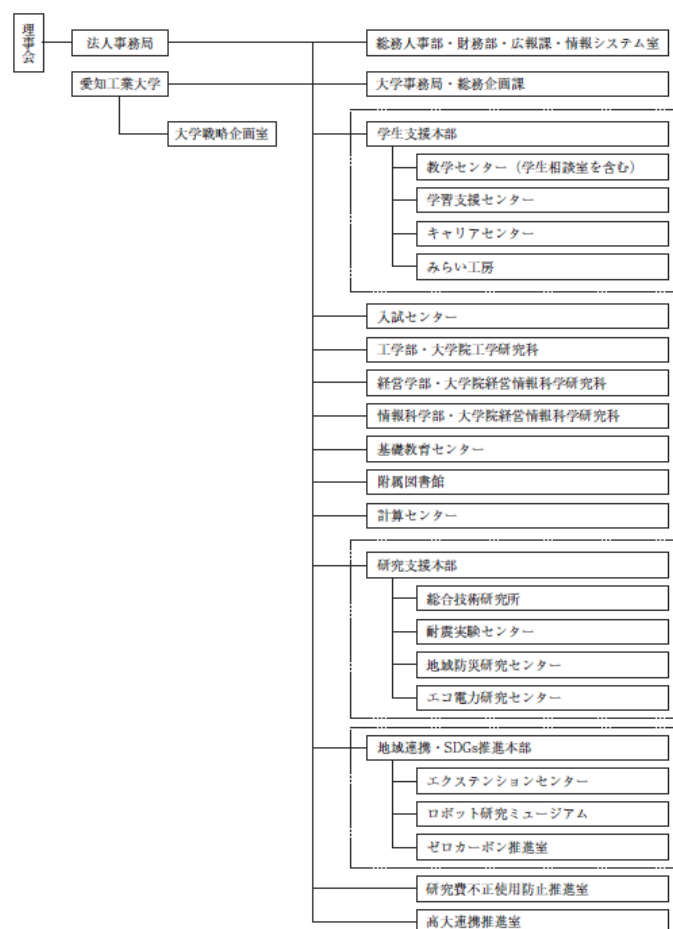 理事会
法人事務局
総務人事部・財務部・広報課・情報システム室
愛知工業大学
大学事務局・総務企画課
大学戦略企画室
学生支援本部
教学センター（学生相談室を含む）
学習支援センター
キャリアセンター
みらい工房
入試センター
工学部・大学院工学研究科
経営学部・大学院経営情報科学研究科
情報科学部・大学院経営情報科学研究科
基礎教育センター
附属図書館
計算センター
研究支援本部
総合技術研究所
耐震実験センター
地域防災研究センター
エコ電力研究センター
地域連携・SDGs推進本部
エクステンションセンター
ロボット研究ミュージアム
ゼロカーボン推進室
研究費不正使用防止推進室
高大連携推進室